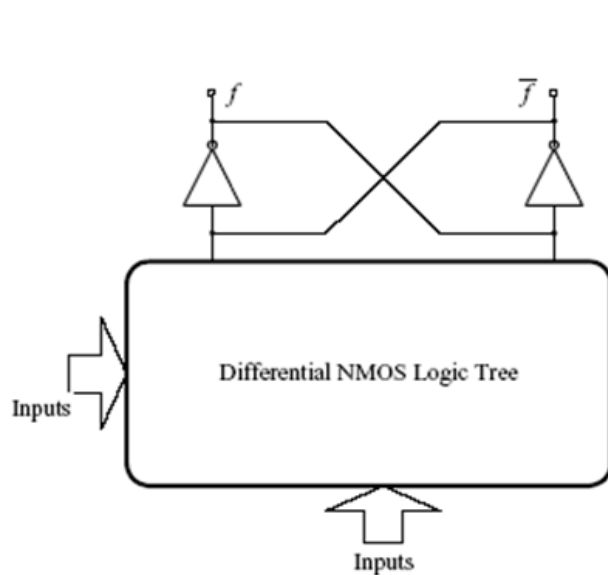 f
f̅
Differential NMOS Logic Tree
Inputs
Inputs